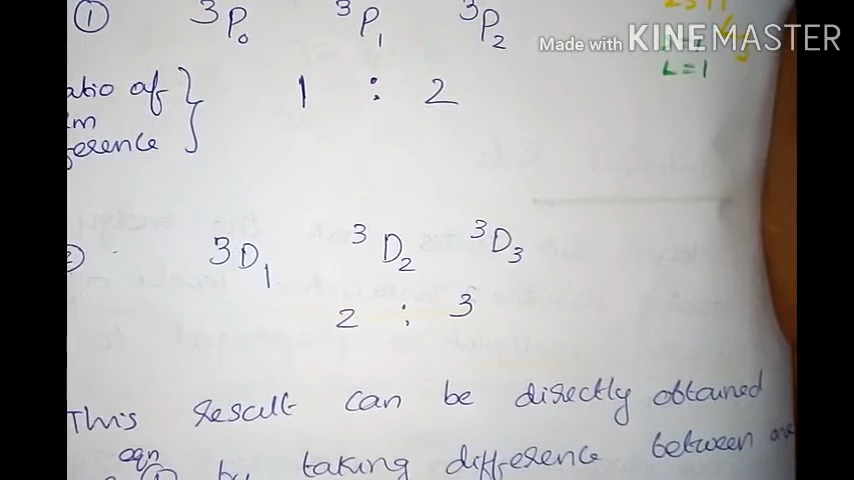 ① ³P₀ ³P₁ ³P₂
Made with KINEMASTER
L=1
atio of } 1 : 2
ference
³D₁ ³D₂ ³D₃
2 : 3
This result can be directly obtained
eqn
by taking difference between one